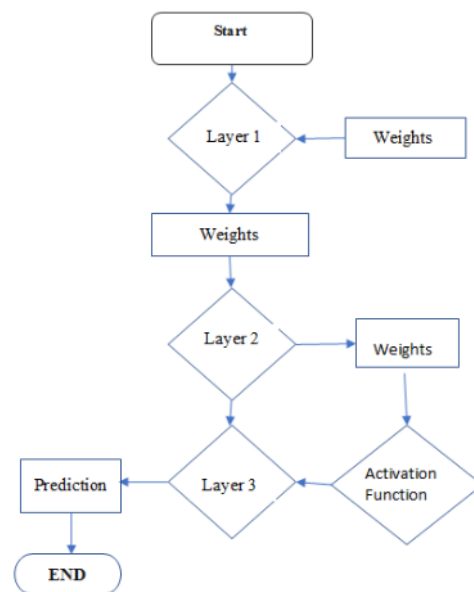 Start
Layer 1
Weights
Weights
Layer 2
Weights
Prediction
Layer 3
Activation
Function
END